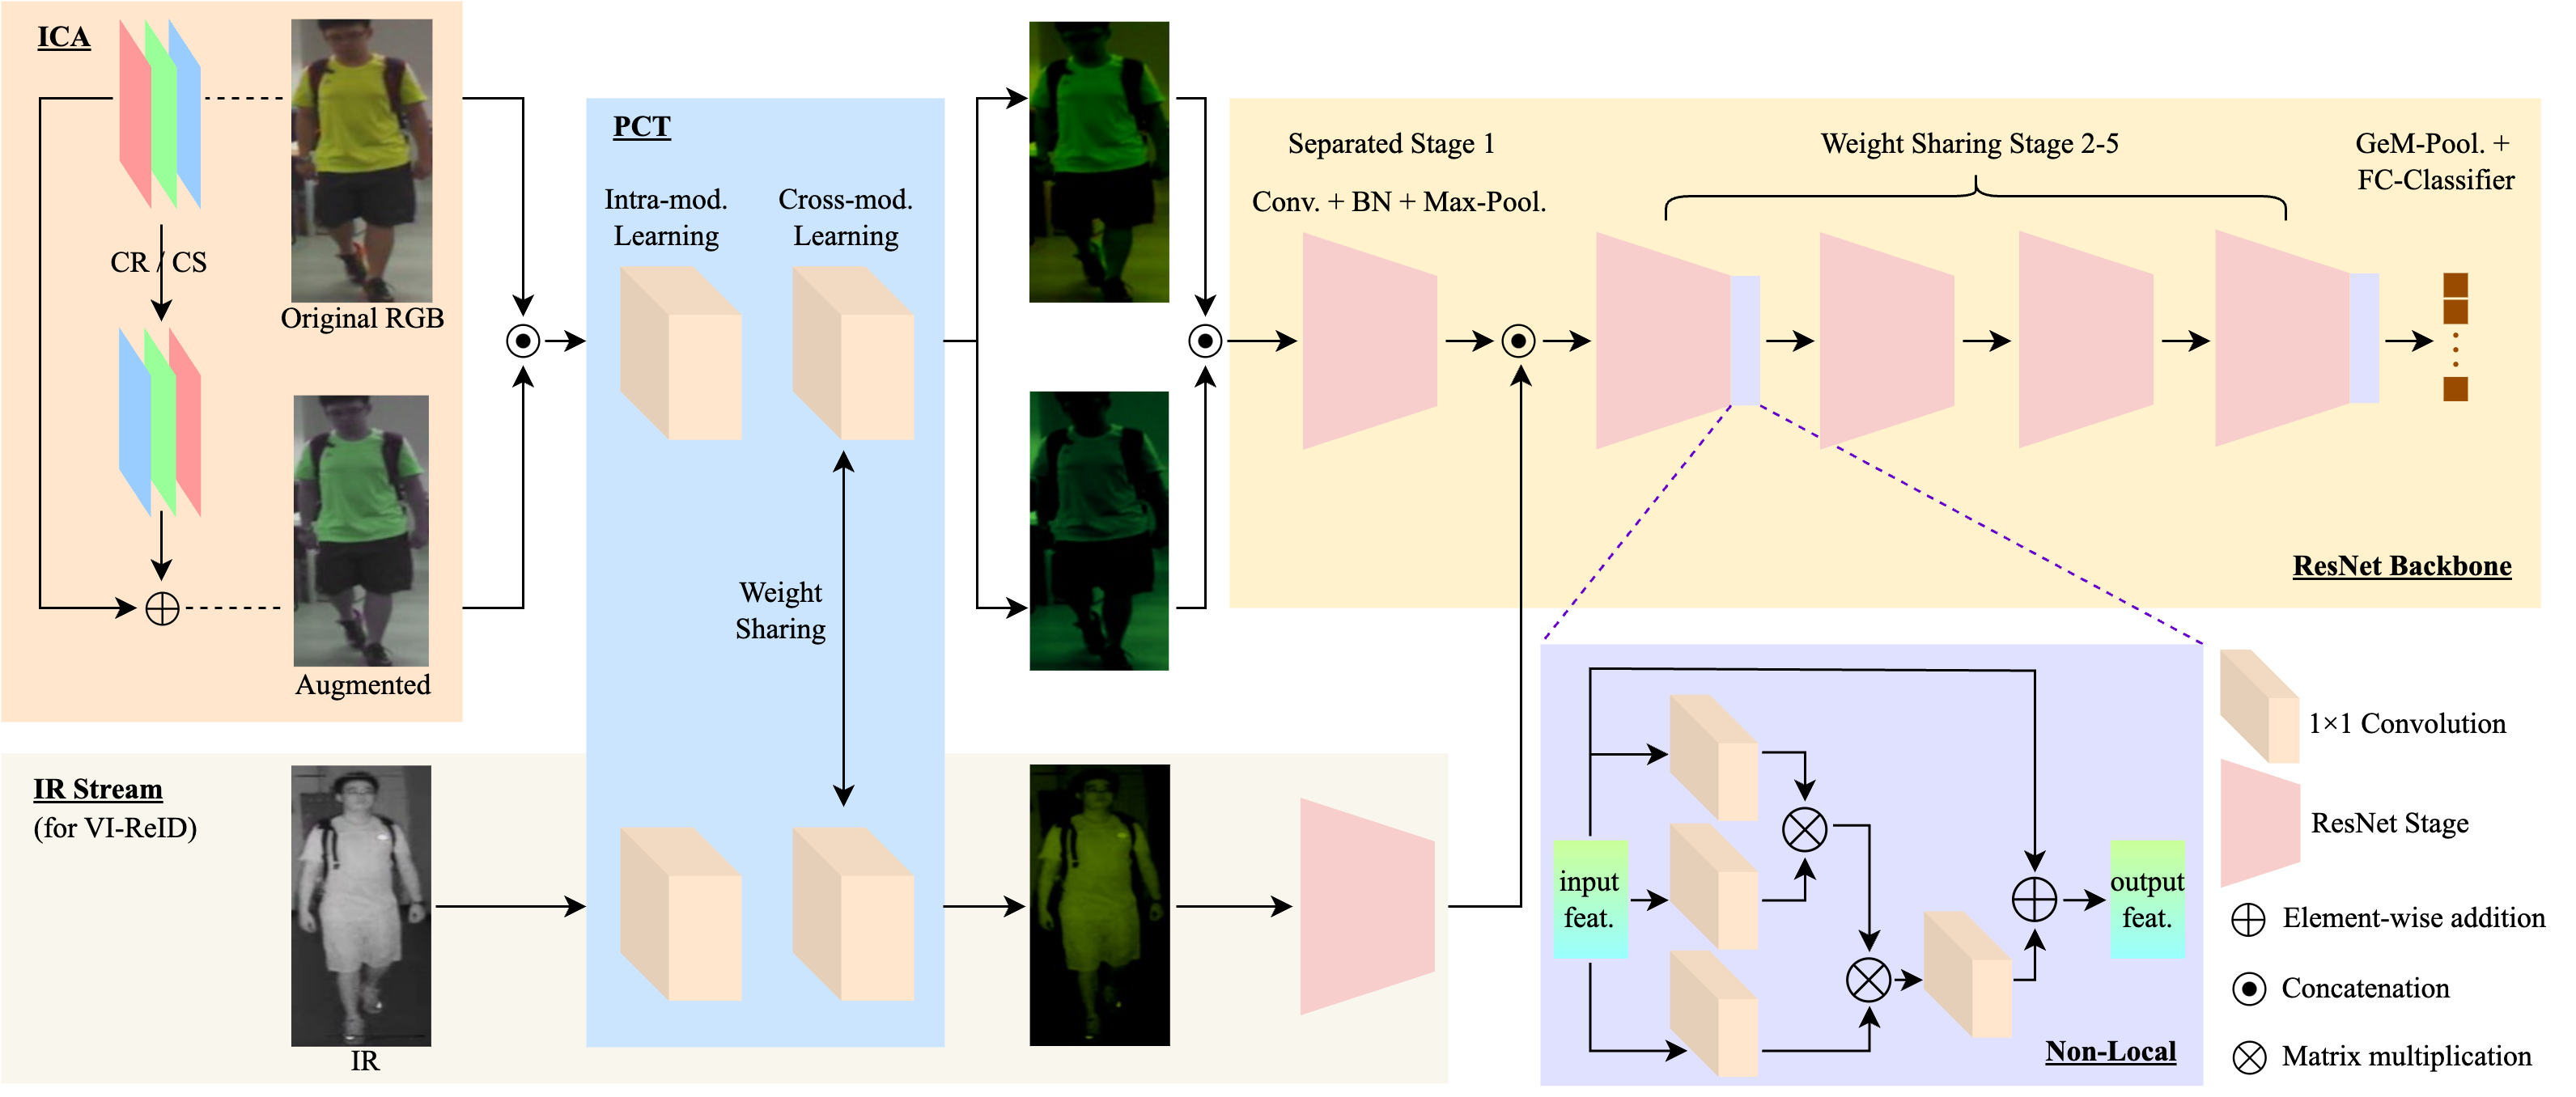 ICA
CR / CS
Original RGB
Augmented
PCT
Intra-mod.
Learning
Cross-mod.
Learning
Weight
Sharing
Separated Stage 1
Conv. + BN + Max-Pool.
Weight Sharing Stage 2-5
GeM-Pool. +
FC-Classifier
ResNet Backbone
IR Stream
(for VI-ReID)
IR
input
feat.
output
feat.
Non-Local
1×1 Convolution
ResNet Stage
Element-wise addition
Concatenation
Matrix multiplication